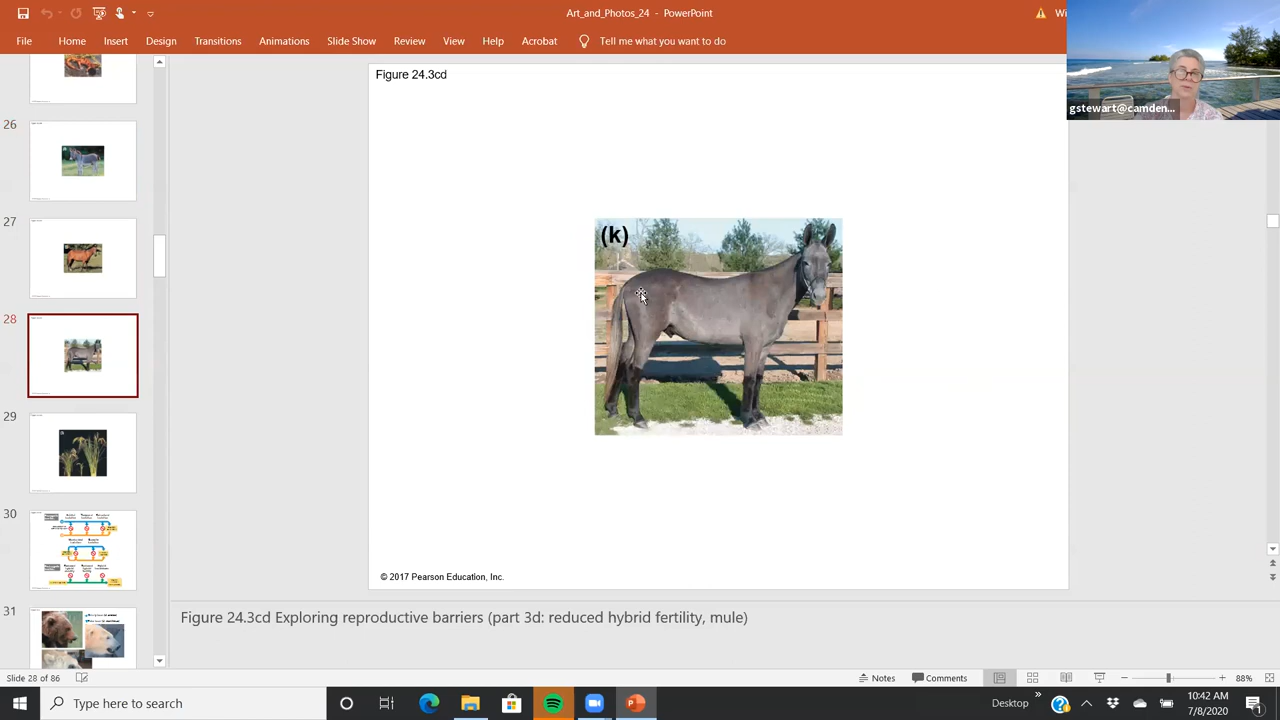 Art_and_Photos_24 - PowerPoint
Wi
File Home Insert Design Transitions Animations Slide Show Review View Help Acrobat Tell me what you want to do
gstewart@camden...
Figure 24.3cd
(k)
26
27
28
29
30
31
© 2017 Pearson Education, Inc.
Figure 24.3cd Exploring reproductive barriers (part 3d: reduced hybrid fertility, mule)
Slide 28 of 86
Notes Comments 88%
Type here to search
Desktop
10:42 AM
7/8/2020
1